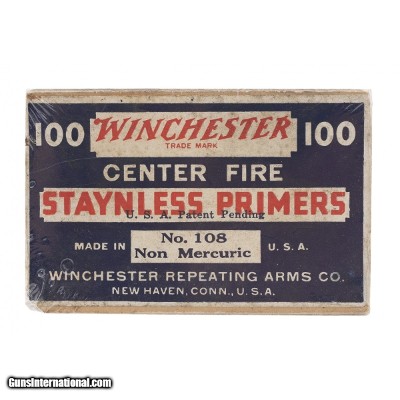 100 WINCHESTER 100
TRADE MARK
CENTER FIRE
STAYNLESS PRIMERS
U. S. A. Patent Pending
MADE IN No. 108 U. S. A.
Non Mercuric
WINCHESTER REPEATING ARMS CO.
NEW HAVEN, CONN., U. S. A.
GunsInternational.com